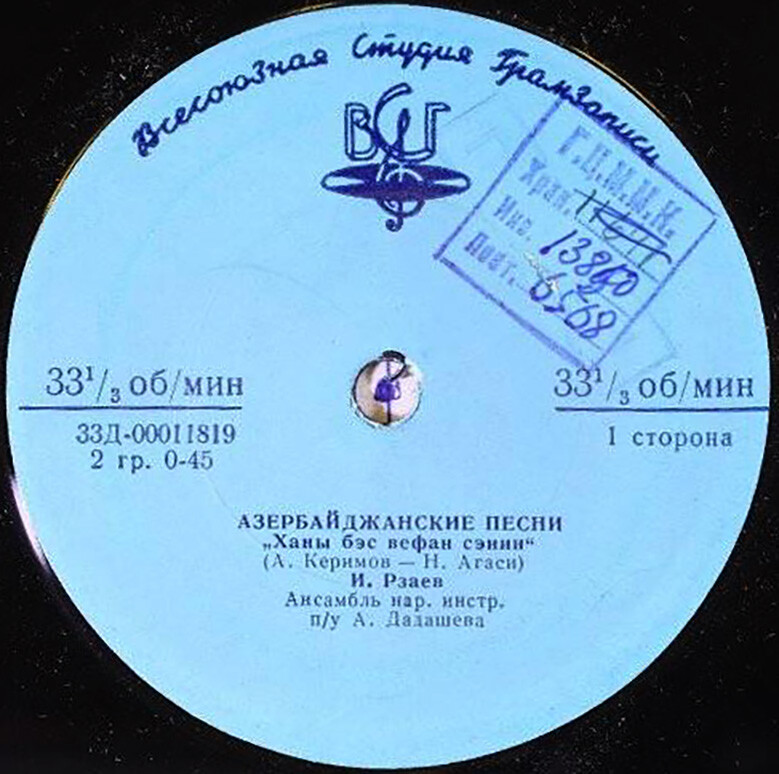 Всесоюзная Студия Грамзаписи
ВСГ
Г.Ц.М.М.К.
Хран.
Инв. 13860
Пост. 6568
33¹/₃ об/мин
33Д-00011819
2 гр. 0-45
33¹/₃ об/мин
1 сторона
АЗЕРБАЙДЖАНСКИЕ ПЕСНИ
„Ханы бэс вефан сэнин“
(А. Керимов — Н. Агаси)
И. Рзаев
Ансамбль нар. инстр.
п/у А. Дадашева